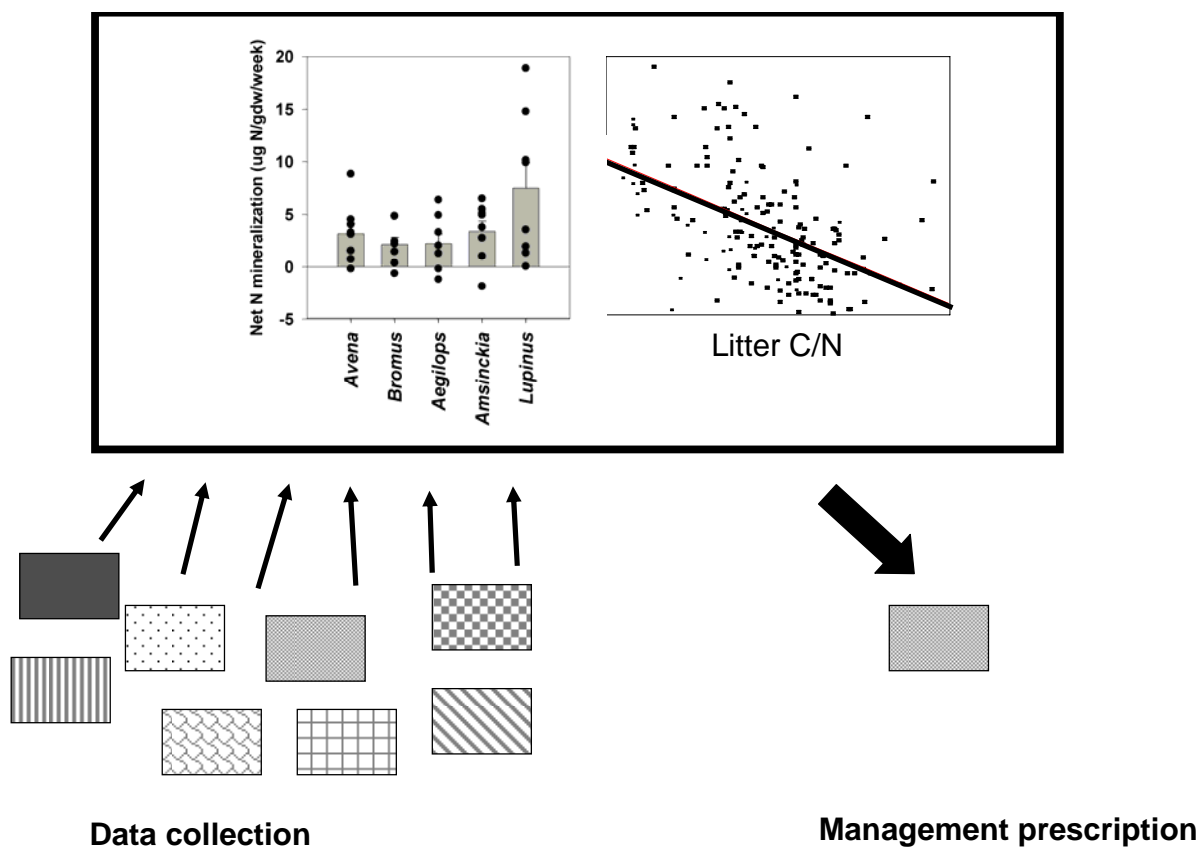 Net N mineralization (ug N/gdw/week)
20
15
10
5
0
-5
Avena
Bromus
Aegilops
Amsinckia
Lupinus
Litter C/N
Data collection
Management prescription